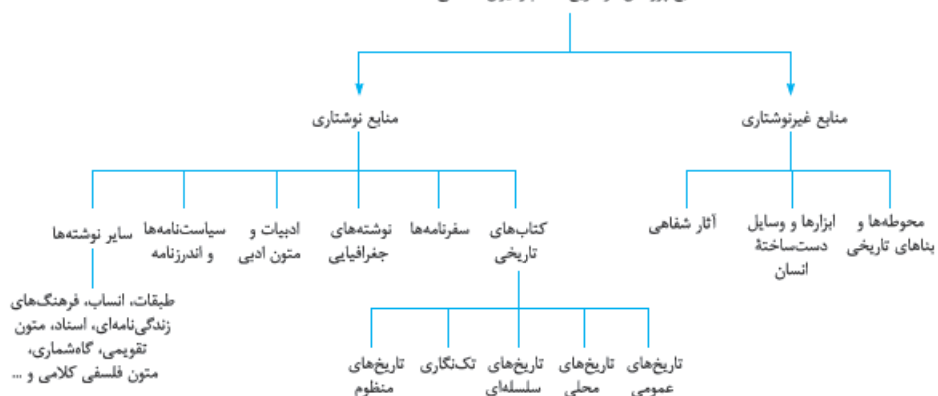 منابع غیرنوشتاری
منابع نوشتاری
محوطه‌ها و
بناهای تاریخی
ابزارها و وسایل
دست‌ساختهٔ
انسان
آثار شفاهی
کتاب‌های
تاریخی
سفرنامه‌ها
نوشته‌های
جغرافیایی
ادبیات و
متون ادبی
سیاست‌نامه‌ها
و اندرزنامه
سایر نوشته‌ها
تاریخ‌های
عمومی
تاریخ‌های
محلی
تاریخ‌های
سلسله‌ای
تک‌نگاری
تاریخ‌های
منظوم
طبقات، انساب، فرهنگ‌های
زندگی‌نامه‌ای، اسناد، متون
تقویمی، گاه‌شماری،
متون فلسفی کلامی و ...